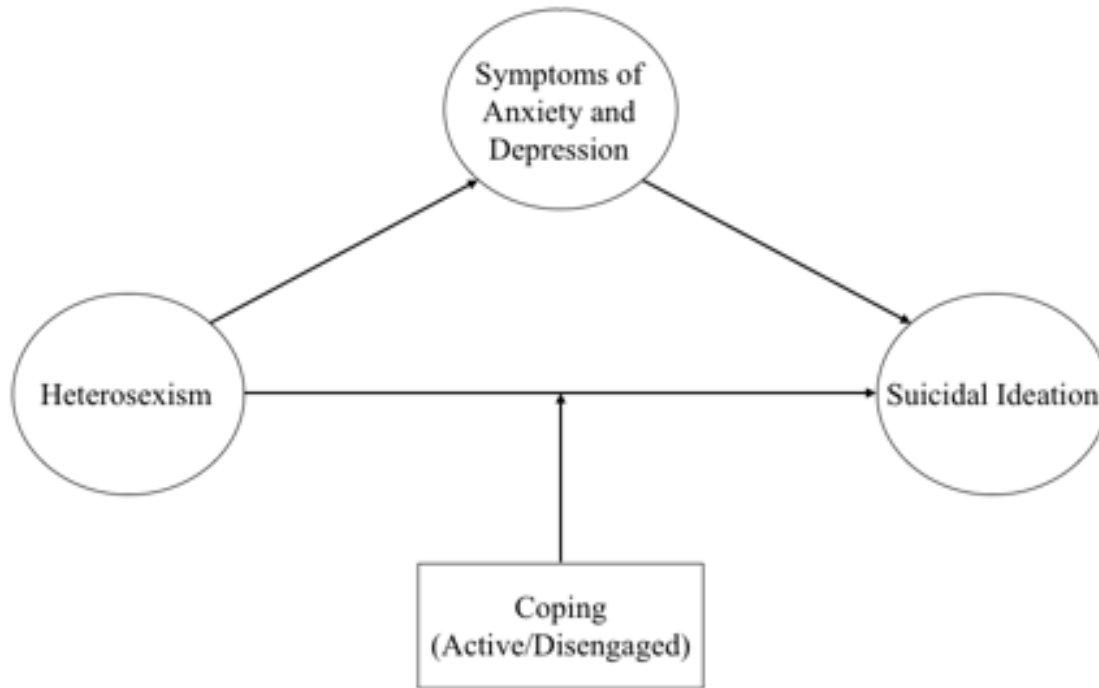 Symptoms of
Anxiety and
Depression
Heterosexism
Suicidal Ideation
Coping
(Active/Disengaged)